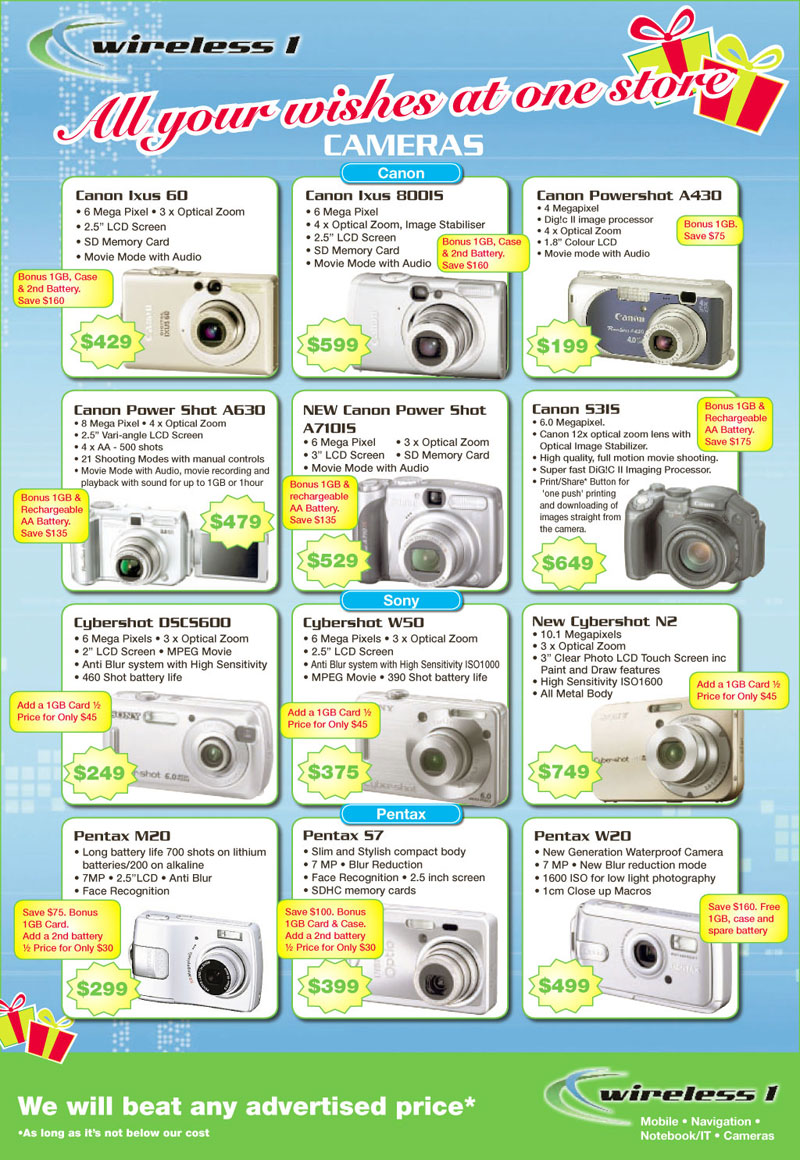 wireless 1
All your wishes at one store
CAMERAS
Canon
Canon Ixus 60
• 6 Mega Pixel • 3 x Optical Zoom
• 2.5” LCD Screen
• SD Memory Card
• Movie Mode with Audio
Bonus 1GB, Case
& 2nd Battery.
Save $160
$429
Canon Ixus 800IS
• 6 Mega Pixel
• 4 x Optical Zoom, Image Stabiliser
• 2.5” LCD Screen
• SD Memory Card
• Movie Mode with Audio
Bonus 1GB, Case
& 2nd Battery.
Save $160
$599
Canon Powershot A430
• 4 Megapixel
• Dig!c II image processor
• 4 x Optical Zoom
• 1.8” Colour LCD
• Movie mode with Audio
Bonus 1GB.
Save $75
Canon
$199
Canon Power Shot A630
• 8 Mega Pixel • 4 x Optical Zoom
• 2.5” Vari-angle LCD Screen
• 4 x AA - 500 shots
• 21 Shooting Modes with manual controls
• Movie Mode with Audio, movie recording and
playback with sound for up to 1GB or 1hour
Bonus 1GB &
Rechargeable
AA Battery.
Save $135
$479
NEW Canon Power Shot
A710IS
• 6 Mega Pixel • 3 x Optical Zoom
• 3” LCD Screen • SD Memory Card
• Movie Mode with Audio
Bonus 1GB &
rechargeable
AA Battery.
Save $135
$529
Canon S3IS
• 6.0 Megapixel.
• Canon 12x optical zoom lens with
Optical Image Stabilizer.
• High quality, full motion movie shooting.
• Super fast DiG!C II Imaging Processor.
• Print/Share* Button for
'one push' printing
and downloading of
images straight from
the camera.
Bonus 1GB &
Rechargeable
AA Battery.
Save $175
$649
Sony
Cybershot DSCS600
• 6 Mega Pixels • 3 x Optical Zoom
• 2” LCD Screen • MPEG Movie
• Anti Blur system with High Sensitivity
• 460 Shot battery life
Add a 1GB Card ½
Price for Only $45
SONY
$249
Cybershot W50
• 6 Mega Pixels • 3 x Optical Zoom
• 2.5” LCD Screen
• Anti Blur system with High Sensitivity ISO1000
• MPEG Movie • 390 Shot battery life
Add a 1GB Card ½
Price for Only $45
Cyber-shot
$375
New Cybershot N2
• 10.1 Megapixels
• 3 x Optical Zoom
• 3” Clear Photo LCD Touch Screen inc
Paint and Draw features
• High Sensitivity ISO1600
• All Metal Body
Add a 1GB Card ½
Price for Only $45
SONY
Cyber-shot
$749
Pentax
Pentax M20
• Long battery life 700 shots on lithium
batteries/200 on alkaline
• 7MP • 2.5”LCD • Anti Blur
• Face Recognition
Save $75. Bonus
1GB Card.
Add a 2nd battery
½ Price for Only $30
$299
Pentax S7
• Slim and Stylish compact body
• 7 MP • Blur Reduction
• Face Recognition • 2.5 inch screen
• SDHC memory cards
Save $100. Bonus
1GB Card & Case.
Add a 2nd battery
½ Price for Only $30
Optio
$399
Pentax W20
• New Generation Waterproof Camera
• 7 MP • New Blur reduction mode
• 1600 ISO for low light photography
• 1cm Close up Macros
Save $160. Free
1GB, case and
spare battery
$499
We will beat any advertised price*
*As long as it’s not below our cost
wireless 1
Mobile • Navigation •
Notebook/IT • Cameras